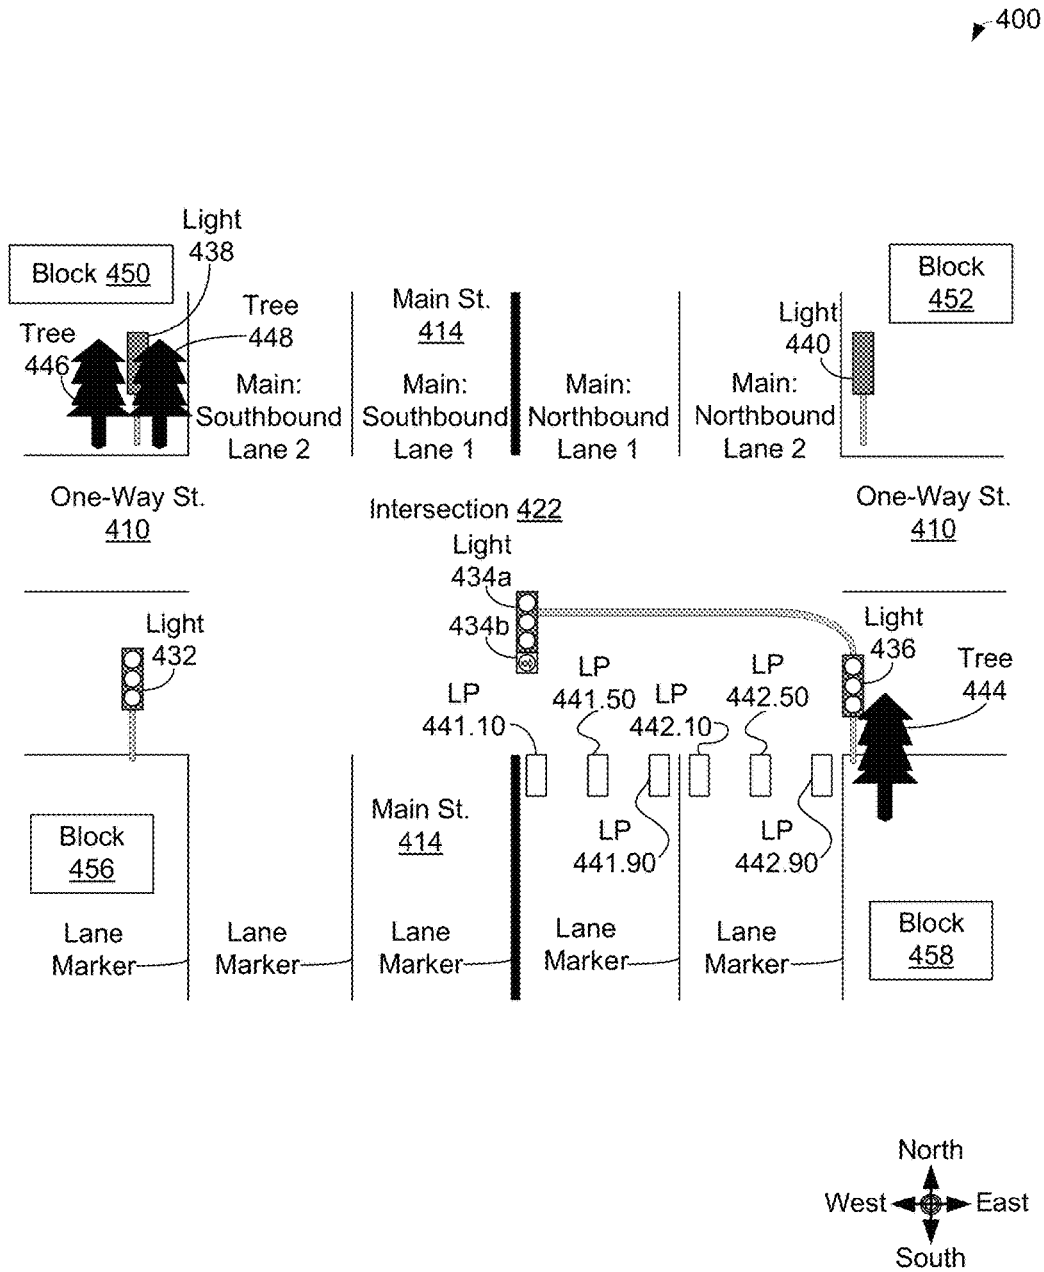 400
Light
438
Block 450
Block
452
Tree
446
Tree
448
Main St.
414
Light
440
Main:
Southbound
Lane 2
Main:
Southbound
Lane 1
Main:
Northbound
Lane 1
Main:
Northbound
Lane 2
One-Way St.
410
Intersection 422
One-Way St.
410
Light
434a
434b
Light
432
Light
436
Tree
444
LP
441.10
LP
441.50
LP
442.10
LP
442.50
Main St.
414
LP
441.90
LP
442.90
Block
456
Block
458
Lane
Marker
Lane
Marker
Lane
Marker
Lane
Marker
Lane
Marker
North
West
East
South